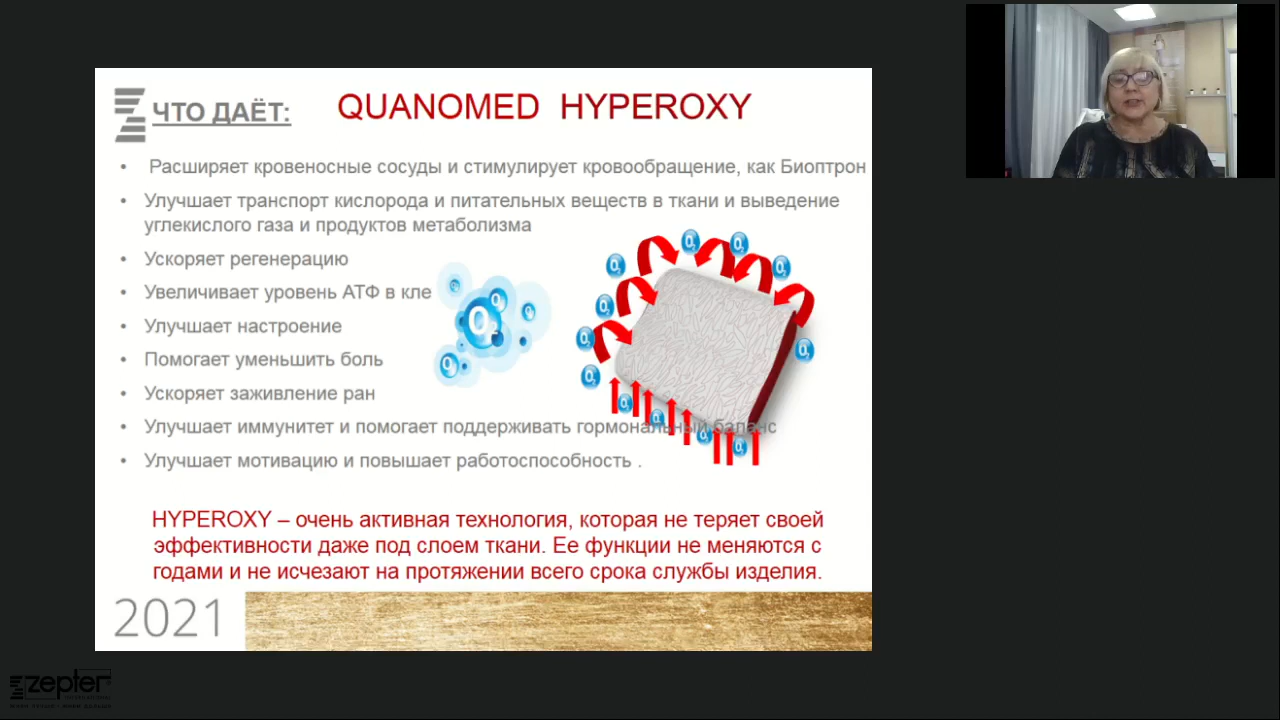 ЧТО ДАЁТ: QUANOMED HYPEROXY
• Расширяет кровеносные сосуды и стимулирует кровообращение, как Биоптрон
• Улучшает транспорт кислорода и питательных веществ в ткани и выведение
углекислого газа и продуктов метаболизма
• Ускоряет регенерацию
• Увеличивает уровень АТФ в кле
• Улучшает настроение
• Помогает уменьшить боль
• Ускоряет заживление ран
• Улучшает иммунитет и помогает поддерживать гормональный баланс
• Улучшает мотивацию и повышает работоспособность .
O₂
HYPEROXY – очень активная технология, которая не теряет своей
эффективности даже под слоем ткани. Ее функции не меняются с
годами и не исчезают на протяжении всего срока службы изделия.
2021
zepter